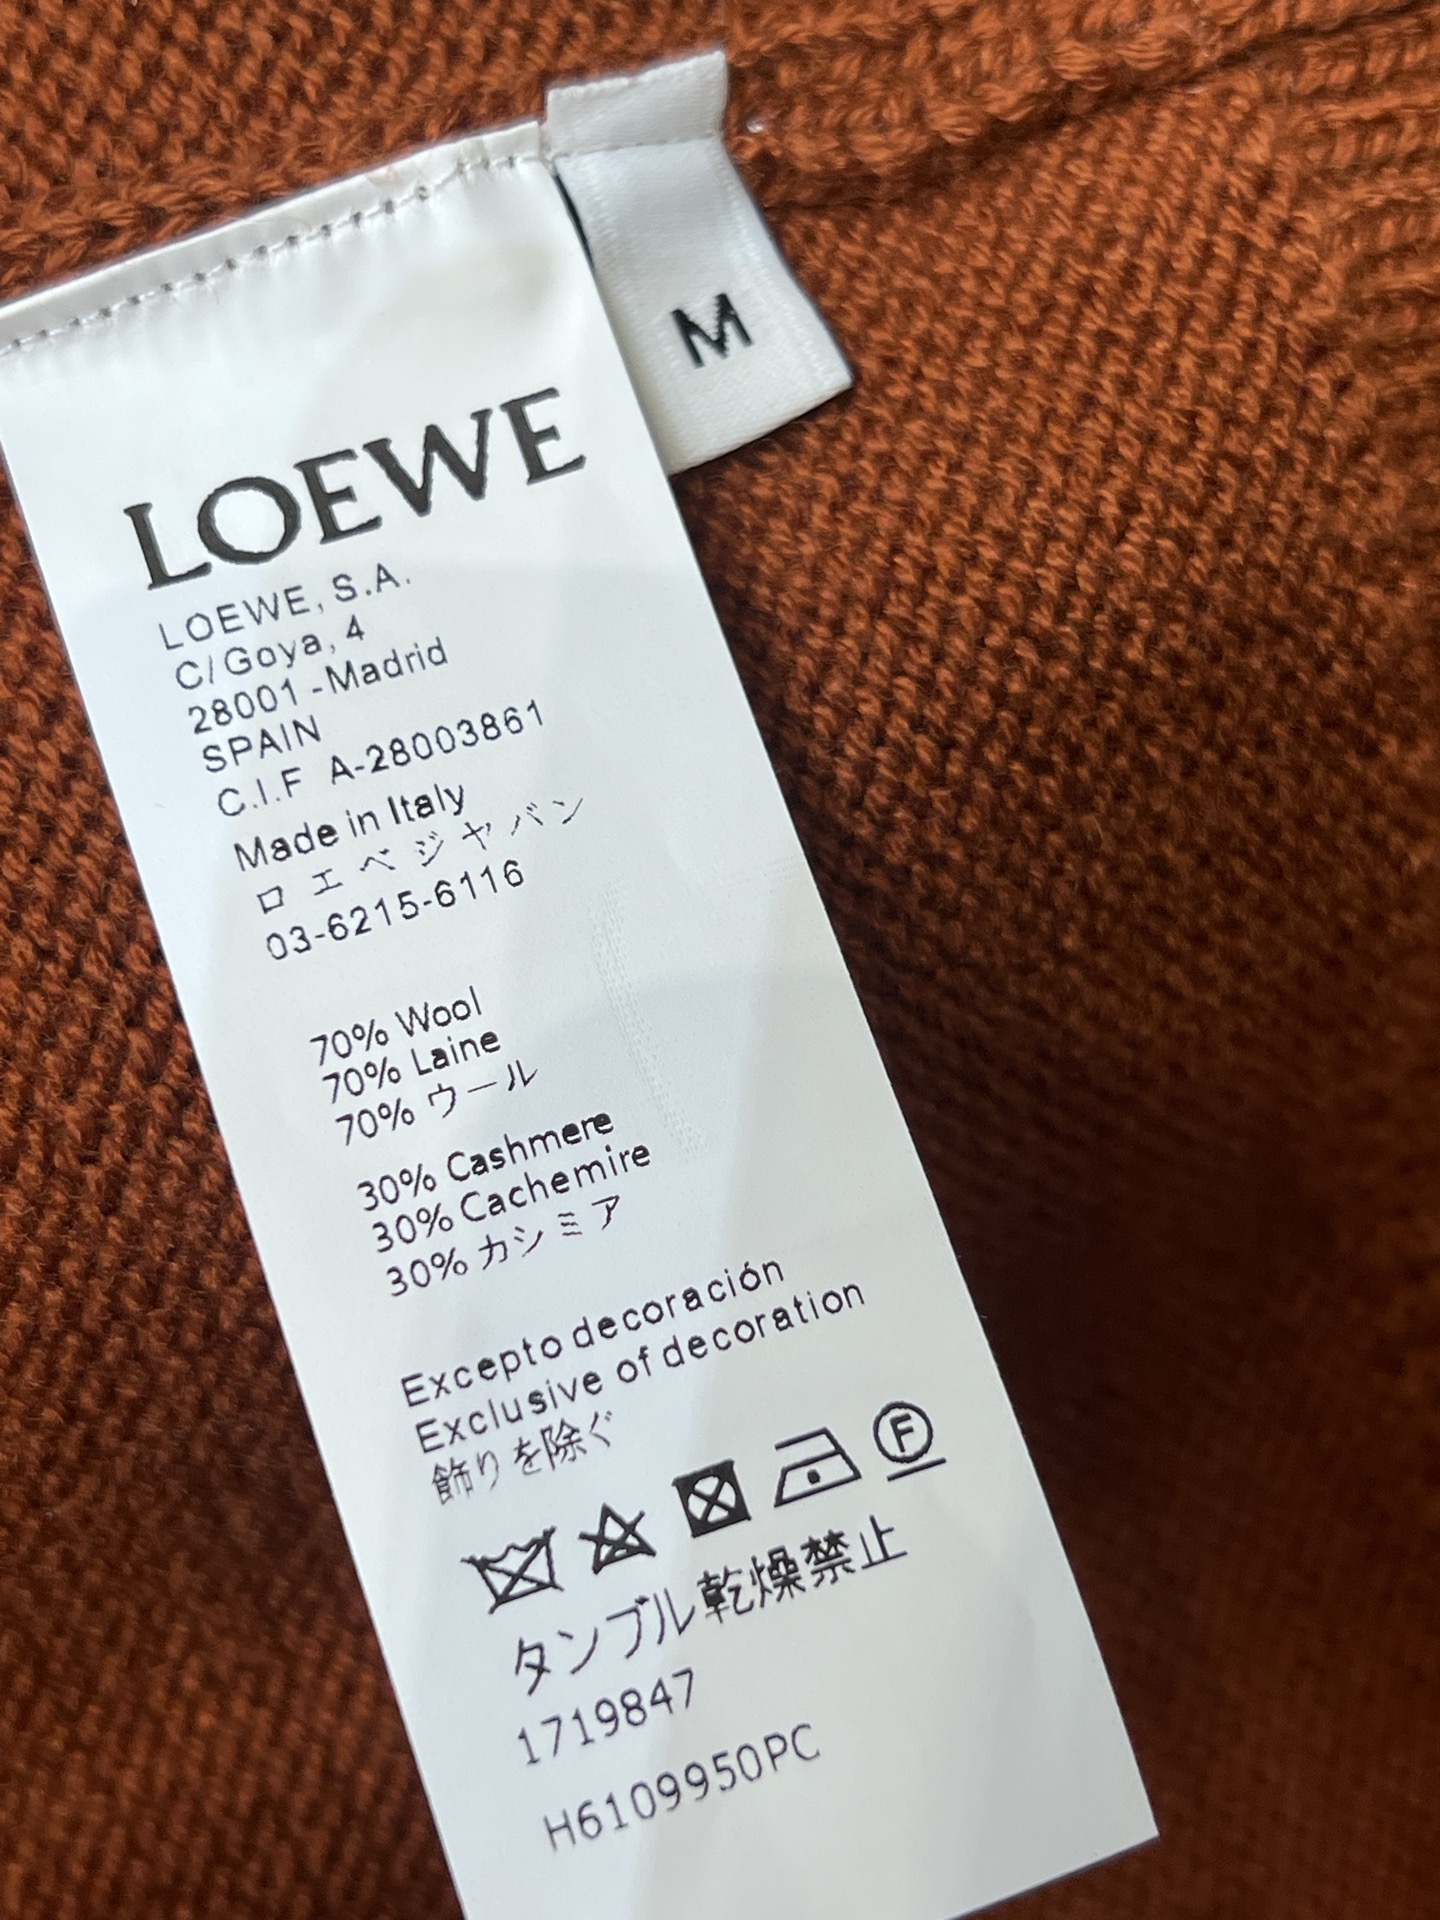 M
LOEWE
LOEWE, S.A.
C/Goya, 4
28001 - Madrid
SPAIN
C.I.F A-28003861
Made in Italy
ロエベジャパン
03-6215-6116
70% Wool
70% Laine
70% ウール
30% Cashmere
30% Cachemire
30% カシミア
Excepto decoración
Exclusive of decoration
飾りを除ぐ
F
タンブル乾燥禁止
1719847
H6109950PC